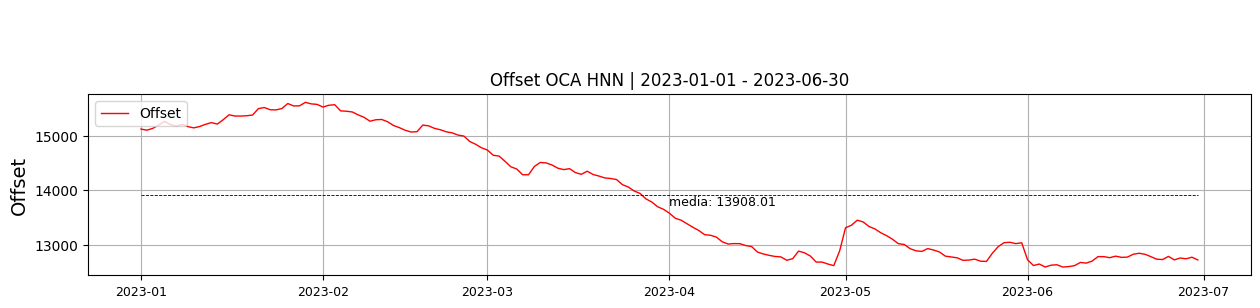 Offset OCA HNN | 2023-01-01 - 2023-06-30
Offset
Offset
15000
14000
13000
media: 13908.01
2023-01 2023-02 2023-03 2023-04 2023-05 2023-06 2023-07